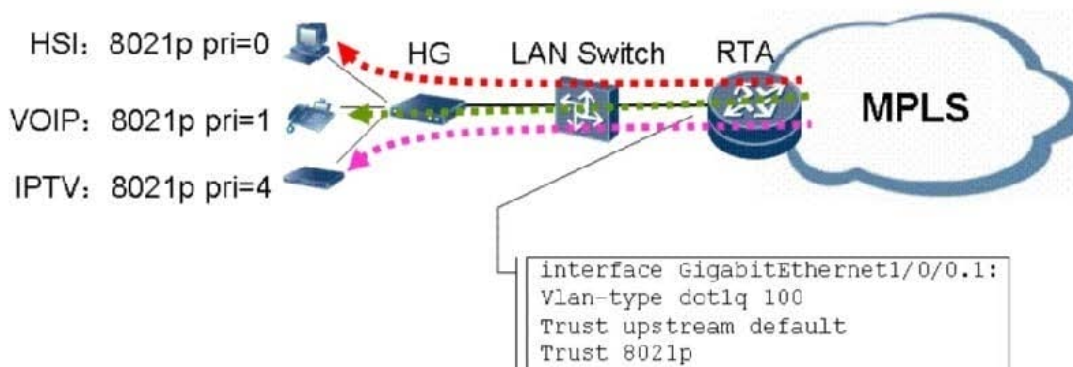 HSI: 8021p pri=0
HG
LAN Switch
RTA
VOIP: 8021p pri=1
MPLS
IPTV: 8021p pri=4
interface GigabitEthernet1/0/0.1:
Vlan-type dot1q 100
Trust upstream default
Trust 8021p